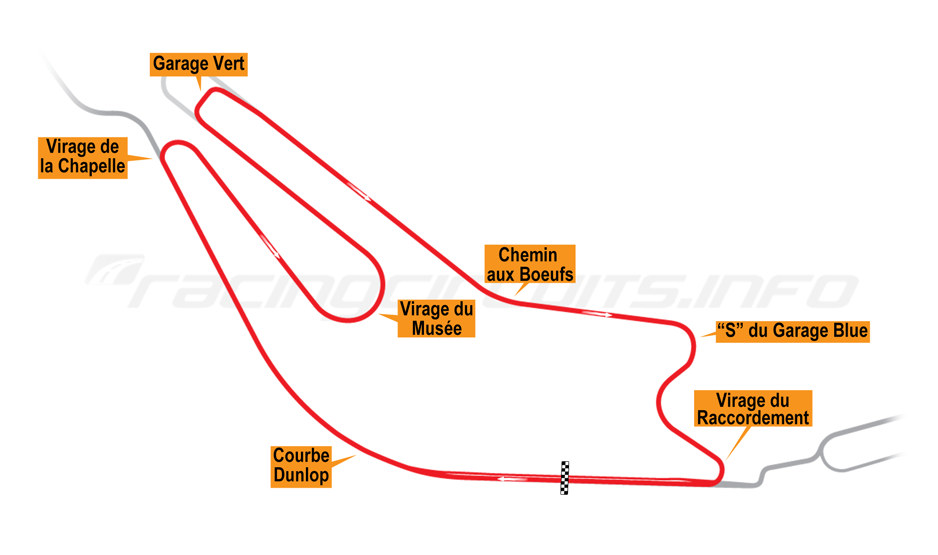 Garage Vert
Virage de
la Chapelle
Chemin
aux Boeufs
racingcircuits.info
Virage du
Musée
“S” du Garage Blue
Virage du
Raccordement
Courbe
Dunlop